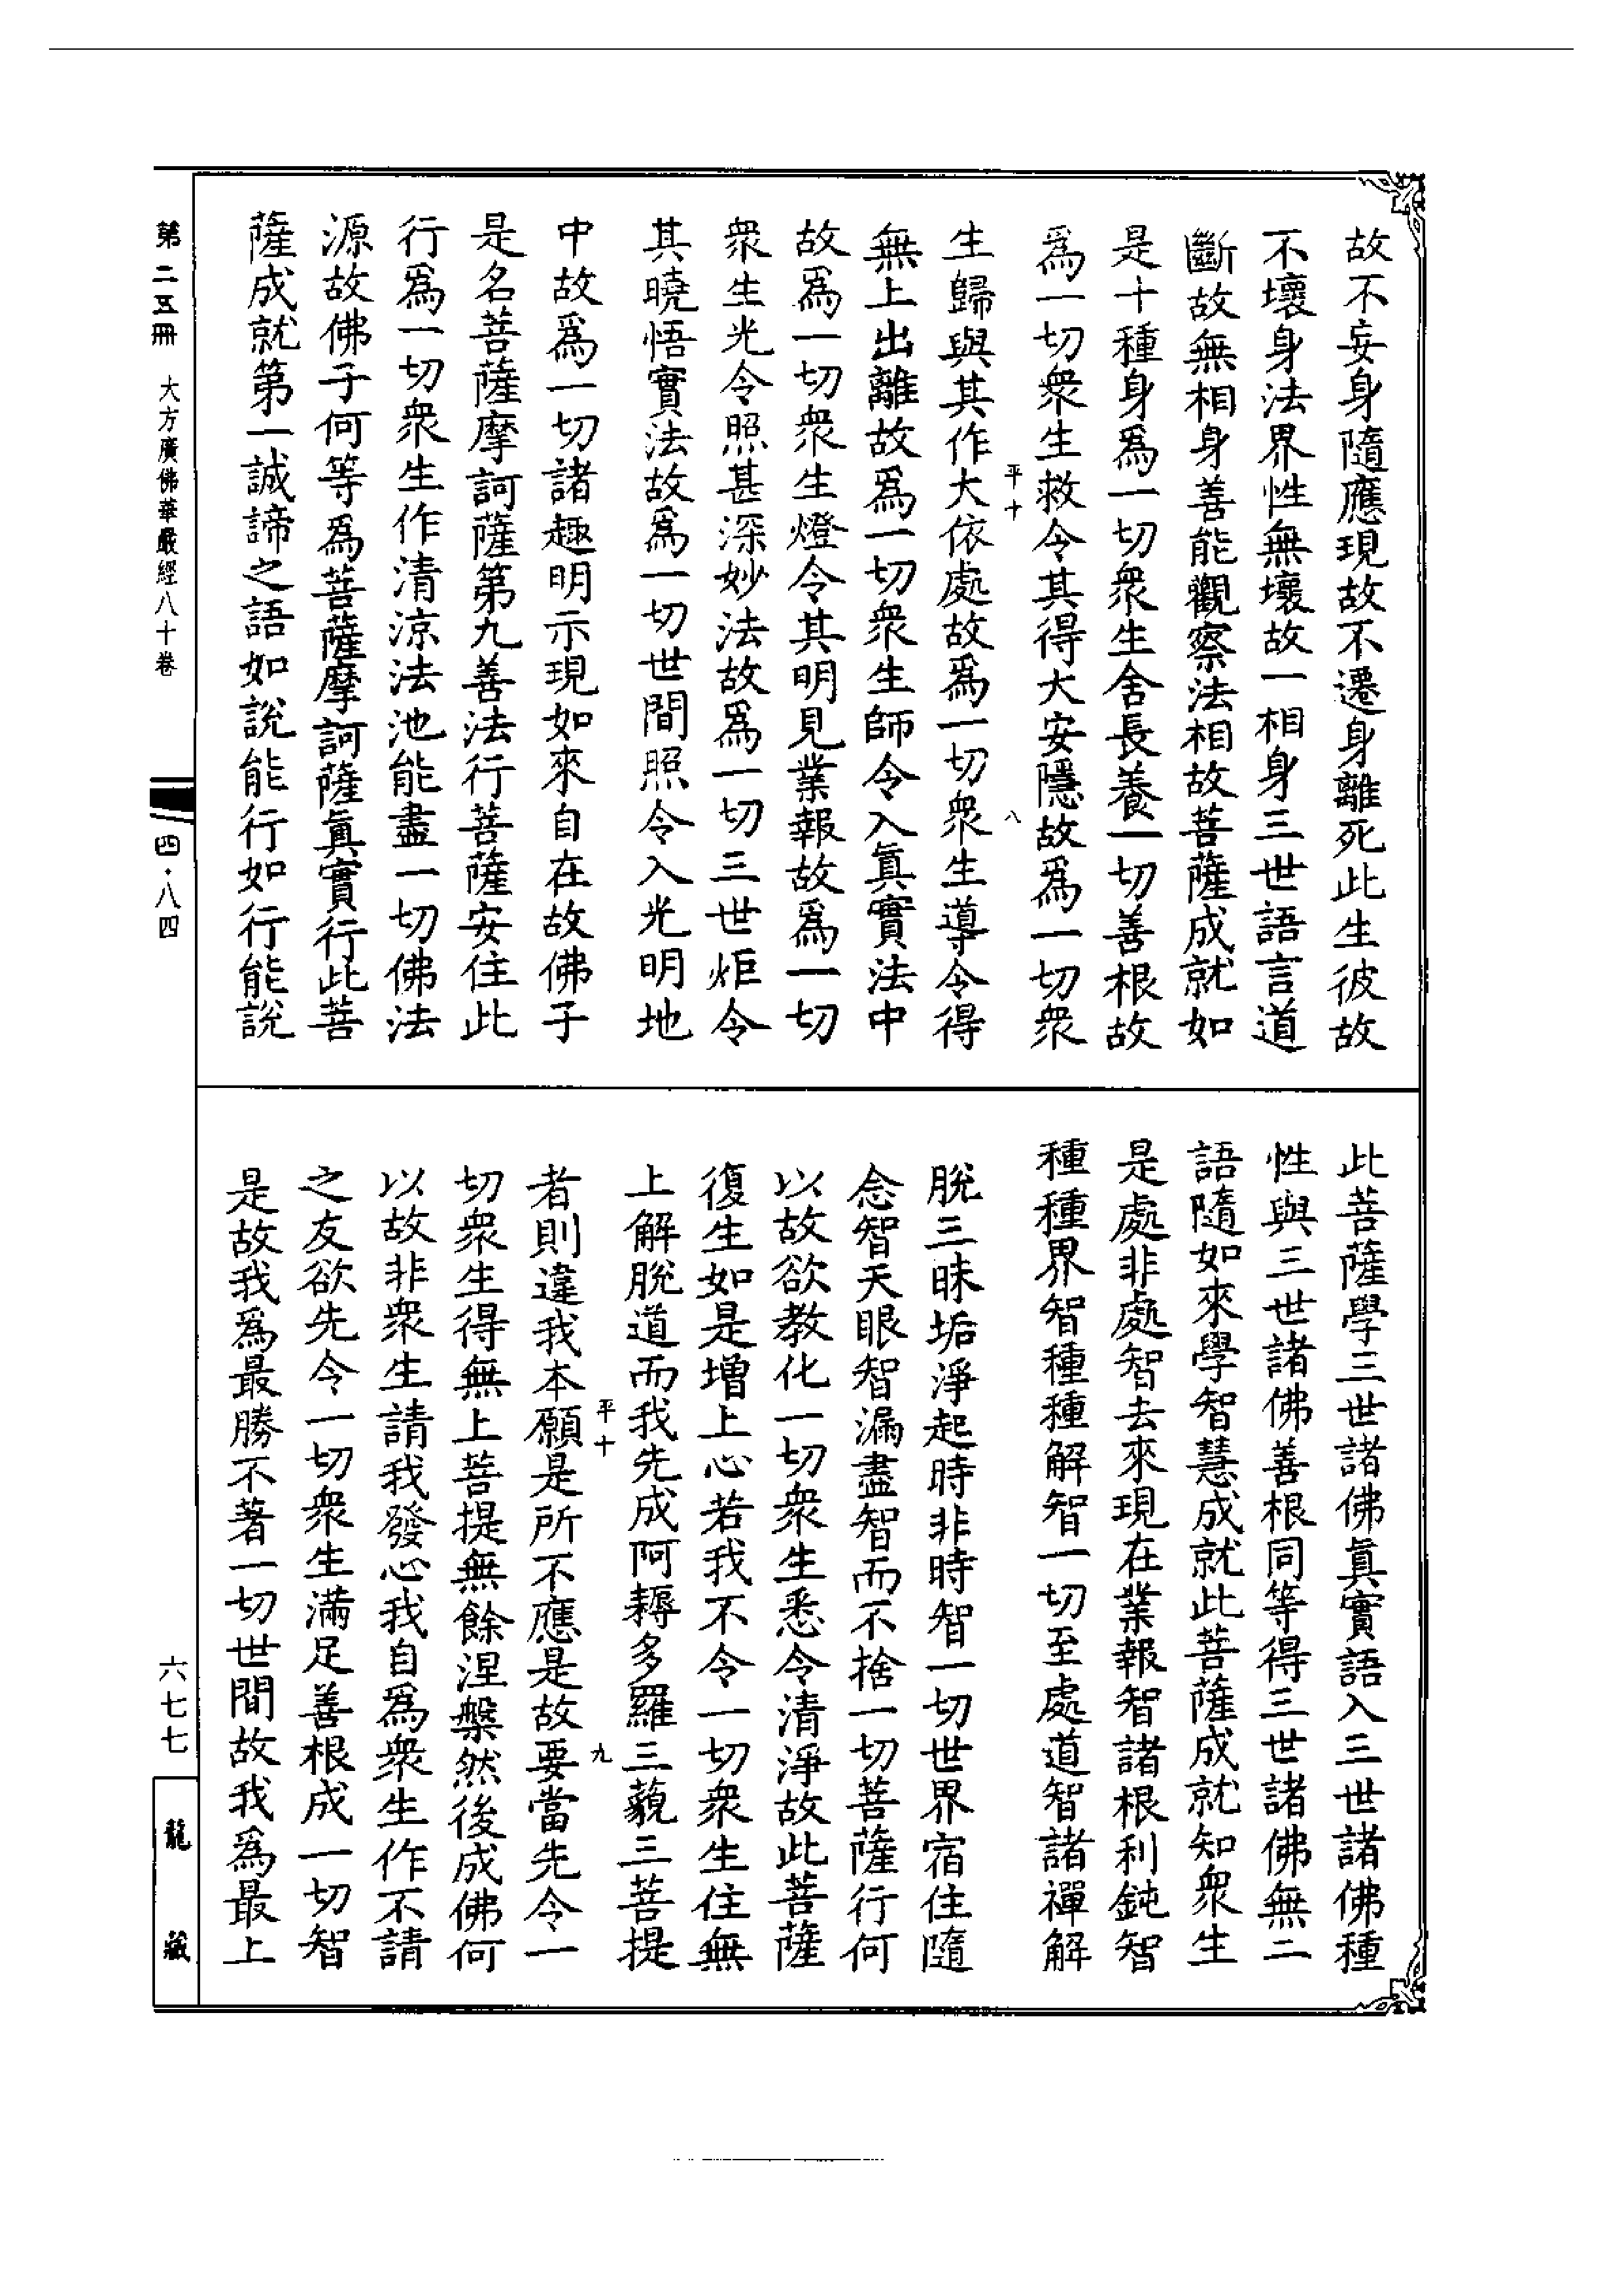 故不妄身隨應現故不遷身離死此生彼故
不壞身法界性無壞故一相身三世語言道
斷故無相身善能觀察法相故菩薩成就如
是十種身爲一切衆生舍長養一切善根故
爲一切衆生救令其得大安隱故爲一切衆
平十 八
生歸與其作大依處故爲一切衆生導令得
無上出離故爲一切衆生師令入眞實法中
故爲一切衆生燈令其明見業報故爲一切
衆生光令照甚深妙法故爲一切三世炬令
其曉悟實法故爲一切世間照令入光明地
中故爲一切諸趣明示現如來自在故佛子
是名菩薩摩訶薩第九善法行菩薩安住此
行爲一切衆生作清涼法池能盡一切佛法
源故佛子何等爲菩薩摩訶薩眞實行此菩
薩成就第一誠諦之語如說能行如行能說
此菩薩學三世諸佛眞實語入三世諸佛種
性與三世諸佛善根同等得三世諸佛無二
語隨如來學智慧成就此菩薩成就知衆生
是處非處智去來現在業報智諸根利鈍智
種種界智種種解智一切至處道智諸禪解
脫三昧垢淨起時非時智一切世界宿住隨
念智天眼智漏盡智而不捨一切菩薩行何
以故欲教化一切衆生悉令清淨故此菩薩
復生如是增上心若我不令一切衆生住無
上解脫道而我先成阿耨多羅三藐三菩提
平十 九
者則違我本願是所不應是故要當先令一
切衆生得無上菩提無餘涅槃然後成佛何
以故非衆生請我發心我自爲衆生作不請
之友欲先令一切衆生滿足善根成一切智
是故我爲最勝不著一切世間故我爲最上
第二五冊 大方廣佛華嚴經八十卷 四·八四 六七七 龍藏